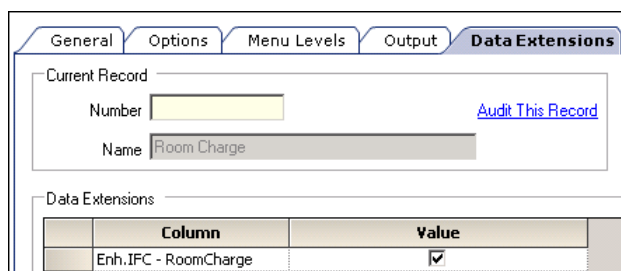 General Options Menu Levels Output Data Extensions
Current Record
Number Audit This Record
Name Room Charge
Data Extensions
Column Value
Enh.IFC - RoomCharge